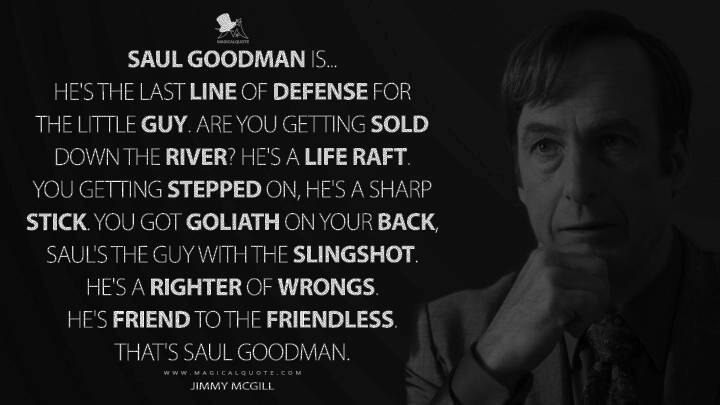 MAGICALQUOTE
SAUL GOODMAN IS...
HE'S THE LAST LINE OF DEFENSE FOR
THE LITTLE GUY. ARE YOU GETTING SOLD
DOWN THE RIVER? HE'S A LIFE RAFT.
YOU GETTING STEPPED ON, HE'S A SHARP
STICK. YOU GOT GOLIATH ON YOUR BACK,
SAUL'S THE GUY WITH THE SLINGSHOT.
HE'S A RIGHTER OF WRONGS.
HE'S FRIEND TO THE FRIENDLESS.
THAT'S SAUL GOODMAN.
WWW.MAGICALQUOTE.COM
JIMMY MCGILL